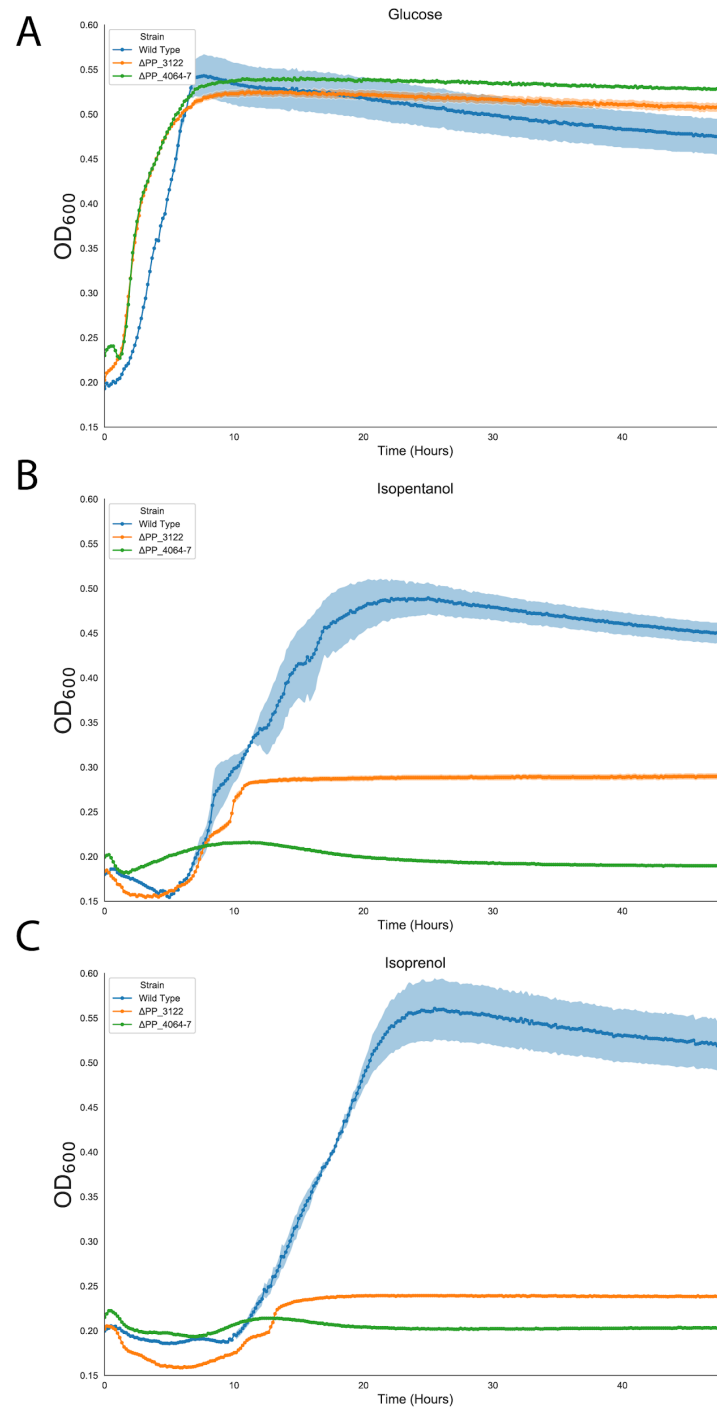 A
Glucose
Strain
Wild Type
ΔPP_3122
ΔPP_4064-7
0.60
0.55
0.50
0.45
0.40
0.35
0.30
0.25
0.20
0.15
OD600
0 10 20 30 40
Time (Hours)
B
Isopentanol
Strain
Wild Type
ΔPP_3122
ΔPP_4064-7
0.60
0.55
0.50
0.45
0.40
0.35
0.30
0.25
0.20
0.15
OD600
0 10 20 30 40
Time (Hours)
C
Isoprenol
Strain
Wild Type
ΔPP_3122
ΔPP_4064-7
0.60
0.55
0.50
0.45
0.40
0.35
0.30
0.25
0.20
0.15
OD600
0 10 20 30 40
Time (Hours)